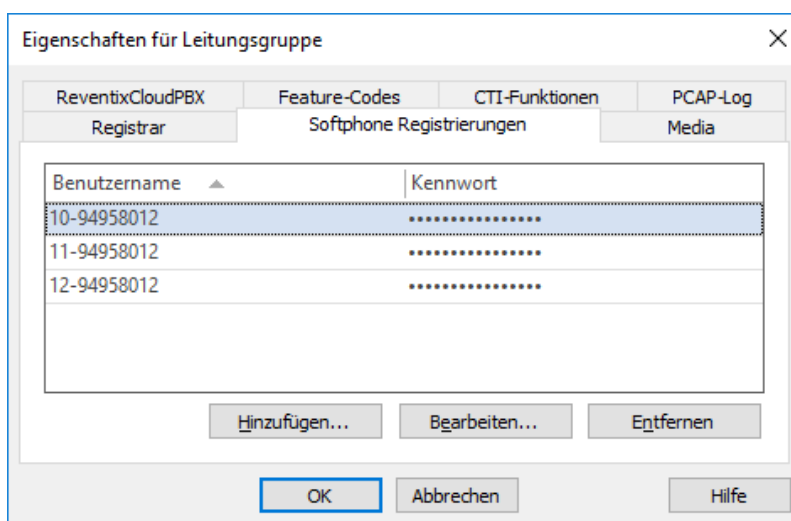 Eigenschaften für Leitungsgruppe
ReventixCloudPBX Feature-Codes CTI-Funktionen PCAP-Log
Registrar Softphone Registrierungen Media
Benutzername Kennwort
10-94958012 ••••••••••••••••
11-94958012 ••••••••••••••••
12-94958012 ••••••••••••••••
Hinzufügen... Bearbeiten... Entfernen
OK Abbrechen Hilfe